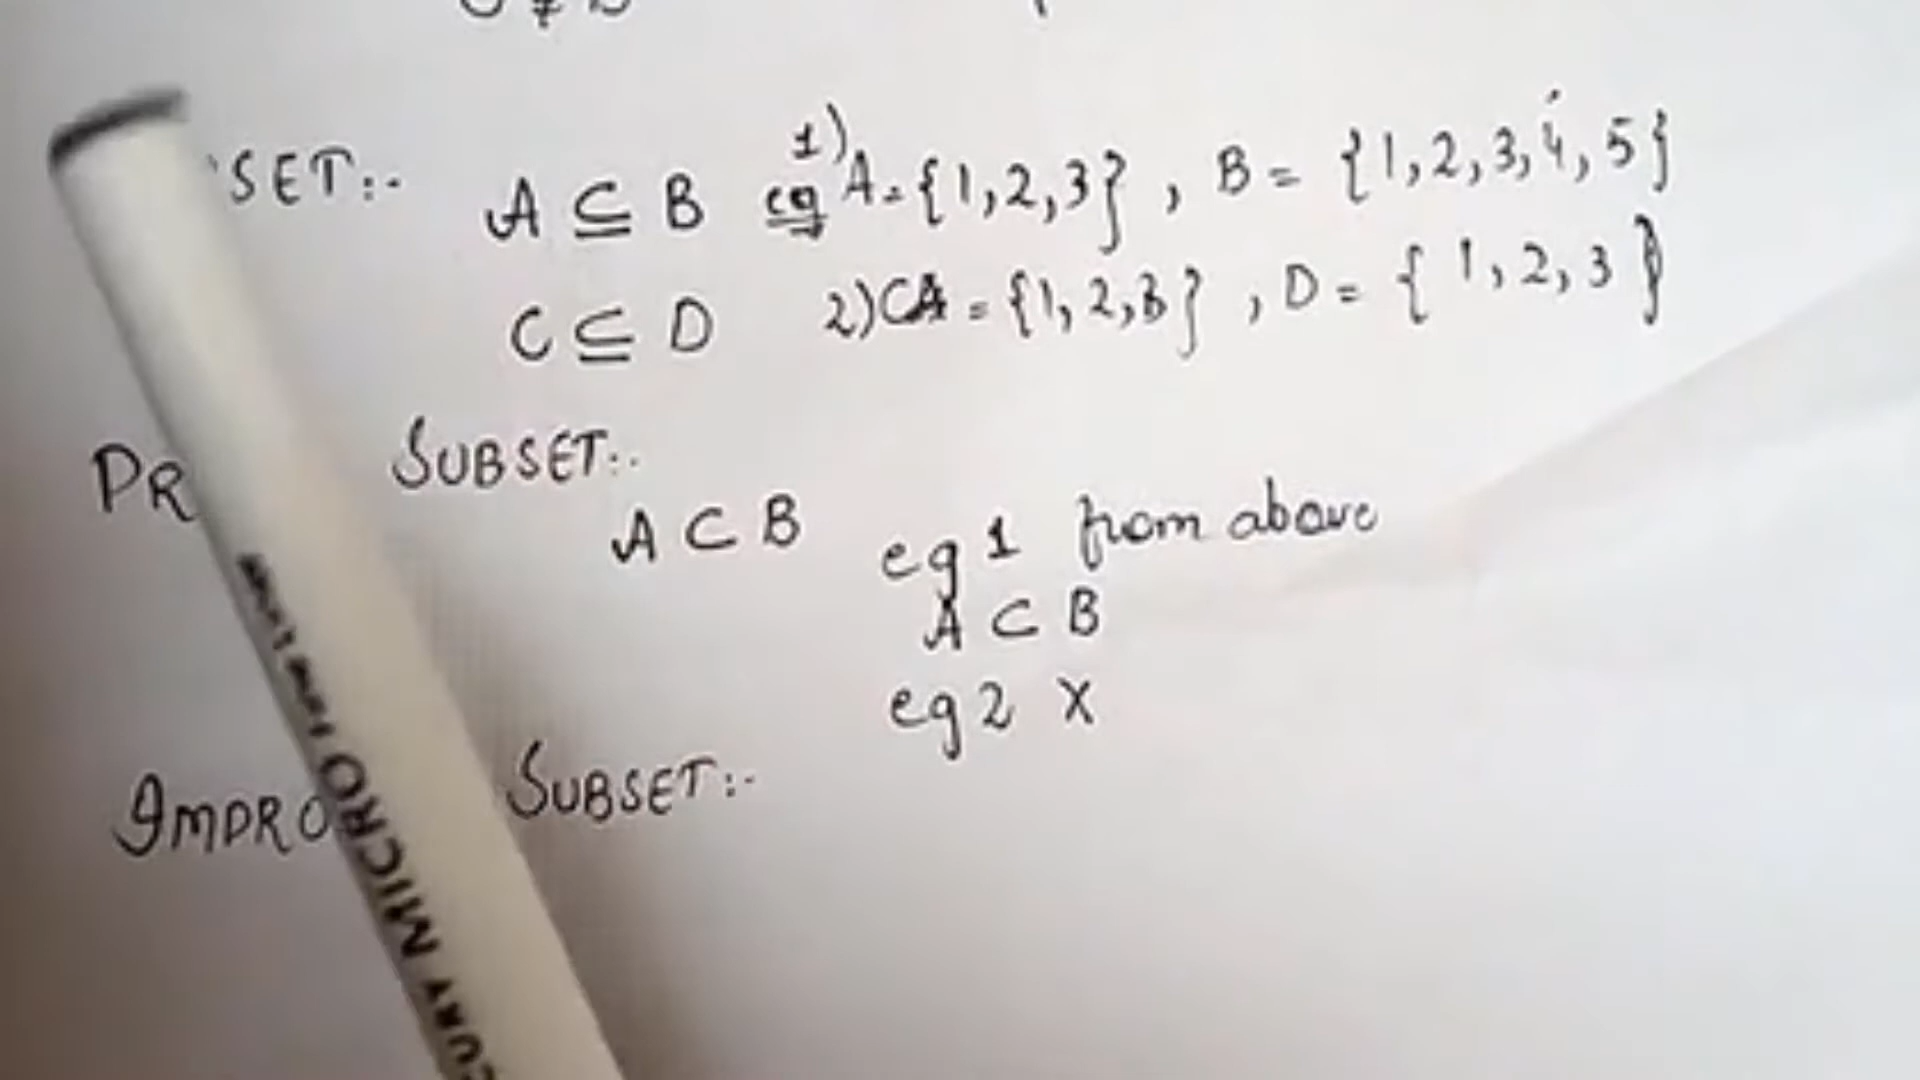 SET:-
A ⊆ B eg 1) A = {1,2,3} , B = {1,2,3,4,5}
C ⊆ D 2) C = {1,2,3} , D = {1,2,3}
PR SUBSET:-
A ⊂ B eg 1 from above
A ⊂ B
eg 2 X
IMPRO SUBSET:-
MICRO